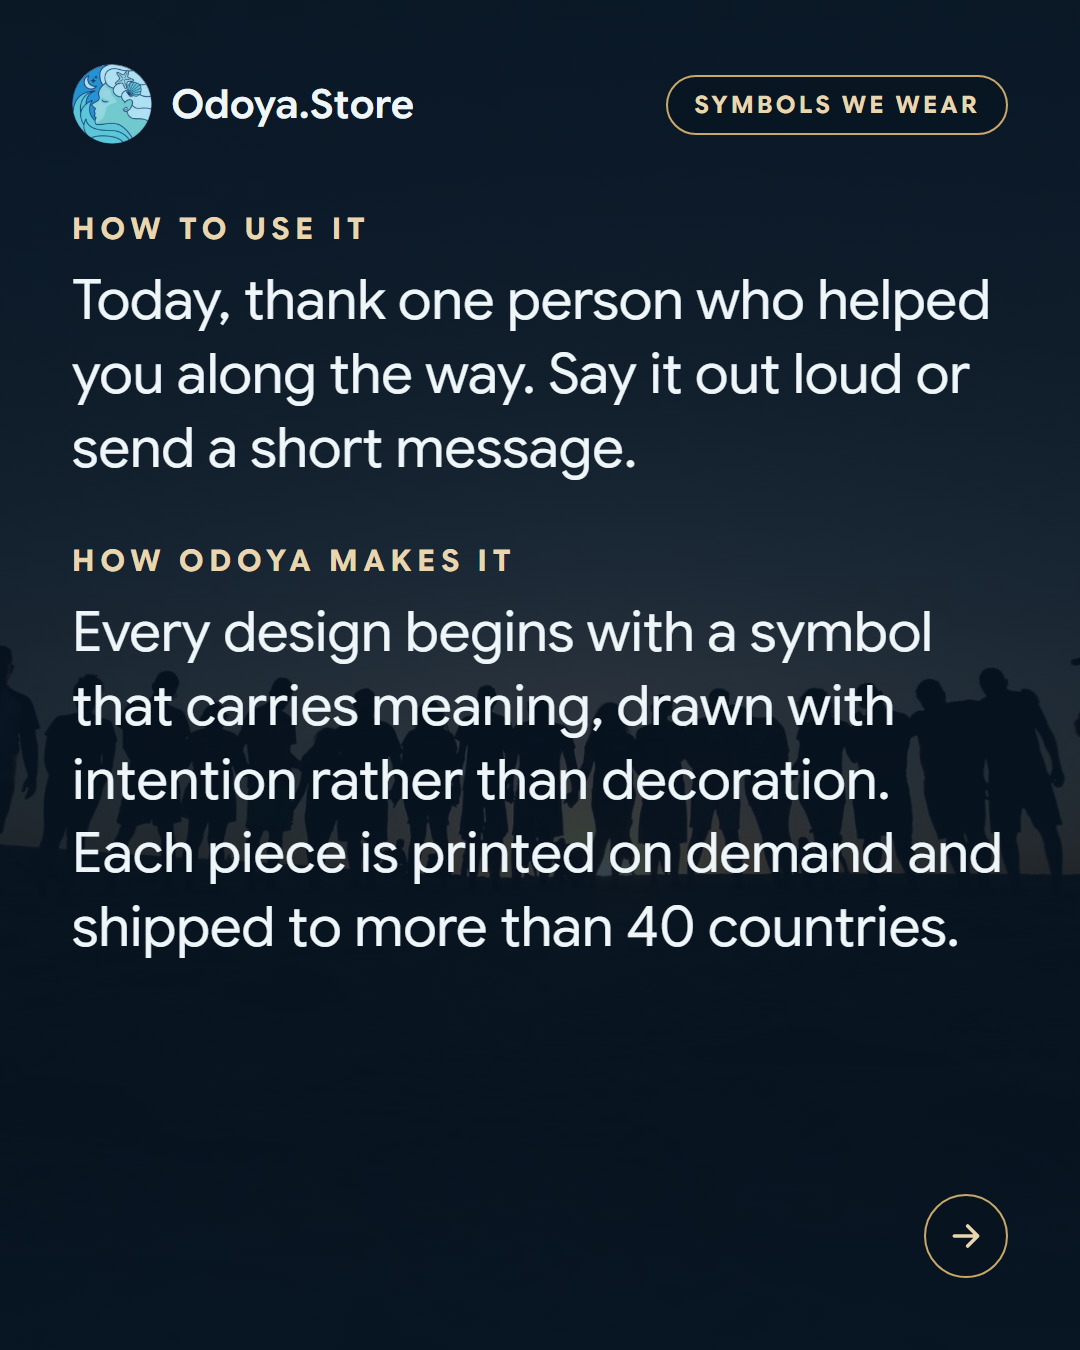 Odoya.Store
SYMBOLS WE WEAR
HOW TO USE IT
Today, thank one person who helped
you along the way. Say it out loud or
send a short message.
HOW ODOYA MAKES IT
Every design begins with a symbol
that carries meaning, drawn with
intention rather than decoration.
Each piece is printed on demand and
shipped to more than 40 countries.